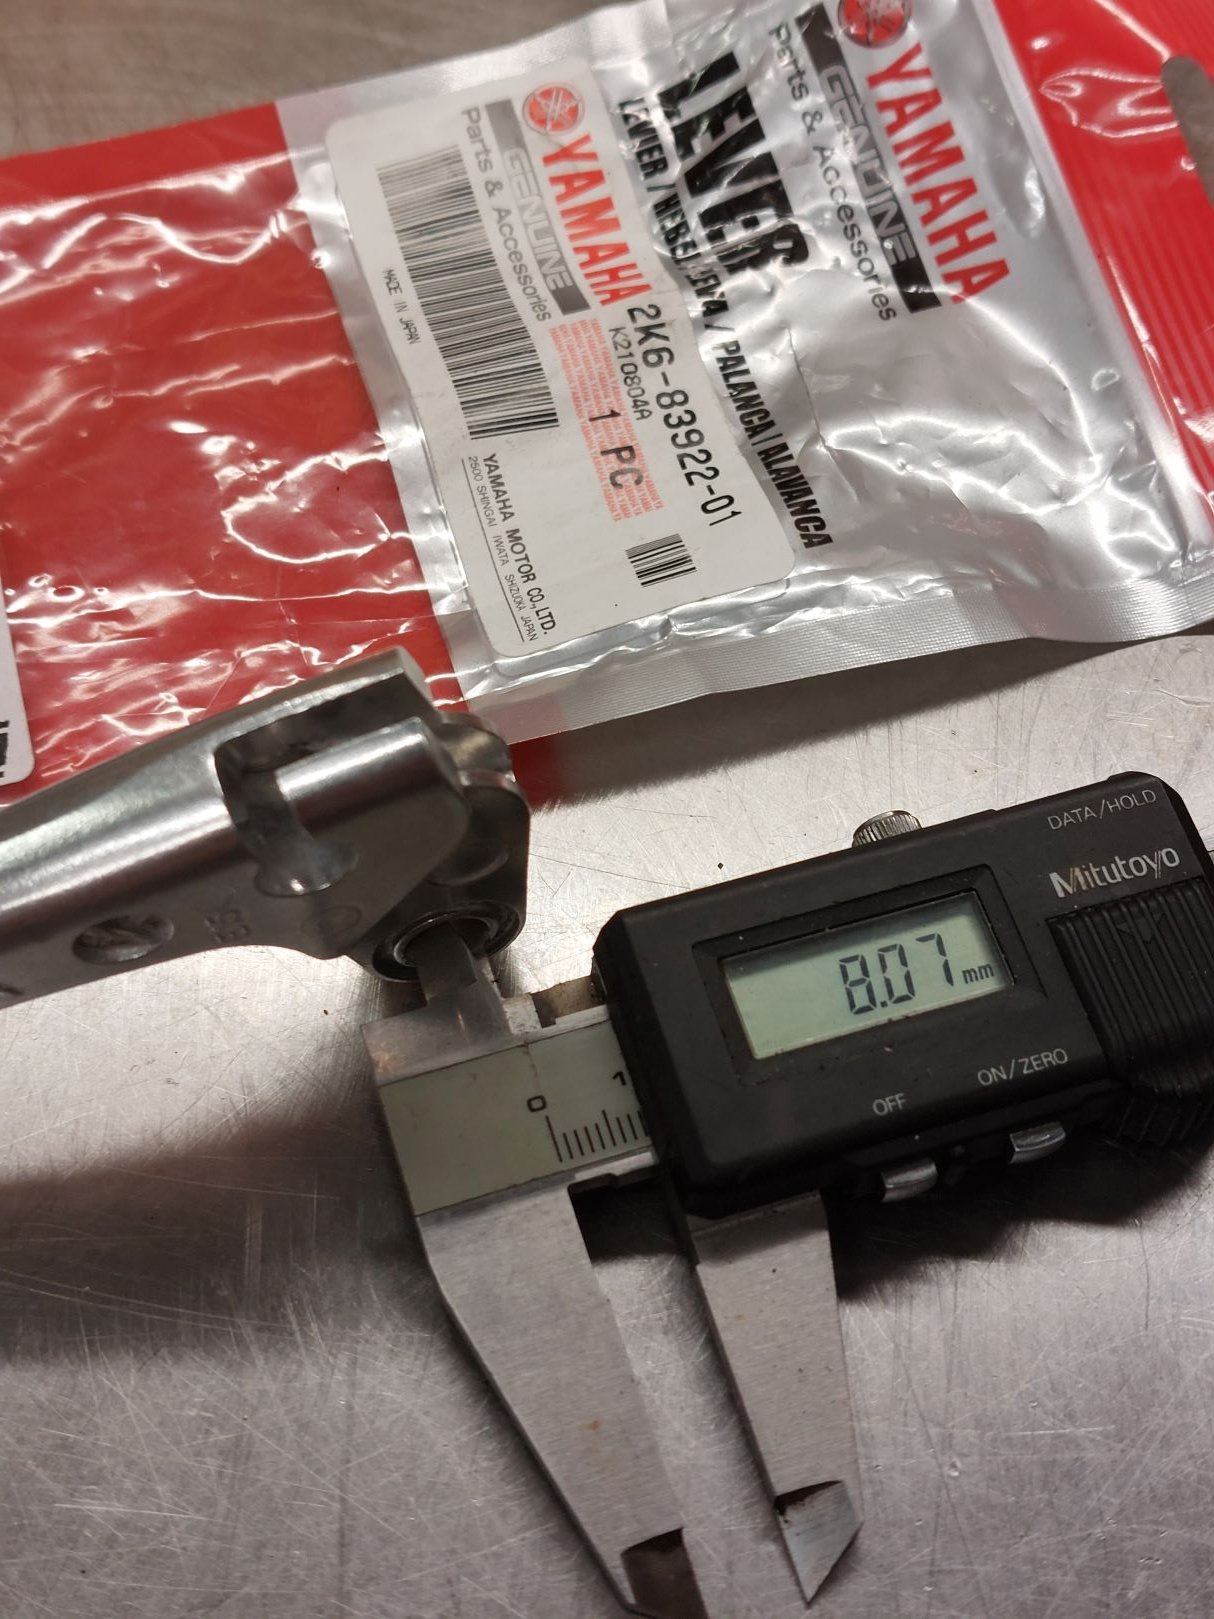 YAMAHA
GENUINE
Parts & Accessories
LEVER
LEVER / HEBEL
LEVA / PALANCA / ALAVANCA
YAMAHA
GENUINE
Parts & Accessories
2K6-83922-01
K210804A
1 PC
MADE IN JAPAN
YAMAHA MOTOR CO., LTD.
2500 SHINGAI IWATA SHIZUOKA JAPAN
DATA/HOLD
Mitutoyo
8.07 mm
ON/ZERO
OFF
0 1